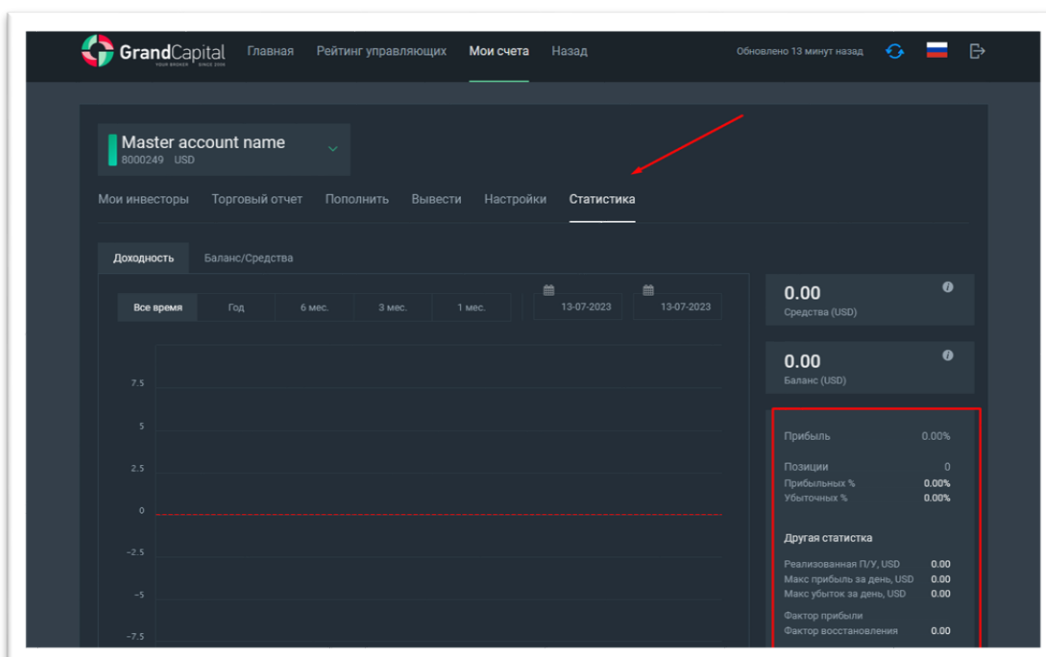 GrandCapital
YOUR BROKER SINCE 2006
Главная Рейтинг управляющих Мои счета Назад
Обновлено 13 минут назад
Master account name
8000249 USD
Мои инвесторы Торговый отчет Пополнить Вывести Настройки Статистика
Доходность Баланс/Средства
Все время Год 6 мес. 3 мес. 1 мес. 13-07-2023 13-07-2023
7.5
5
2.5
0
−2.5
−5
−7.5
0.00
Средства (USD)
0.00
Баланс (USD)
Прибыль 0.00%
Позиции 0
Прибыльных % 0.00%
Убыточных % 0.00%
Другая статистка
Реализованная П/У, USD 0.00
Макс прибыль за день, USD 0.00
Макс убыток за день, USD 0.00
Фактор прибыли
Фактор восстановления 0.00